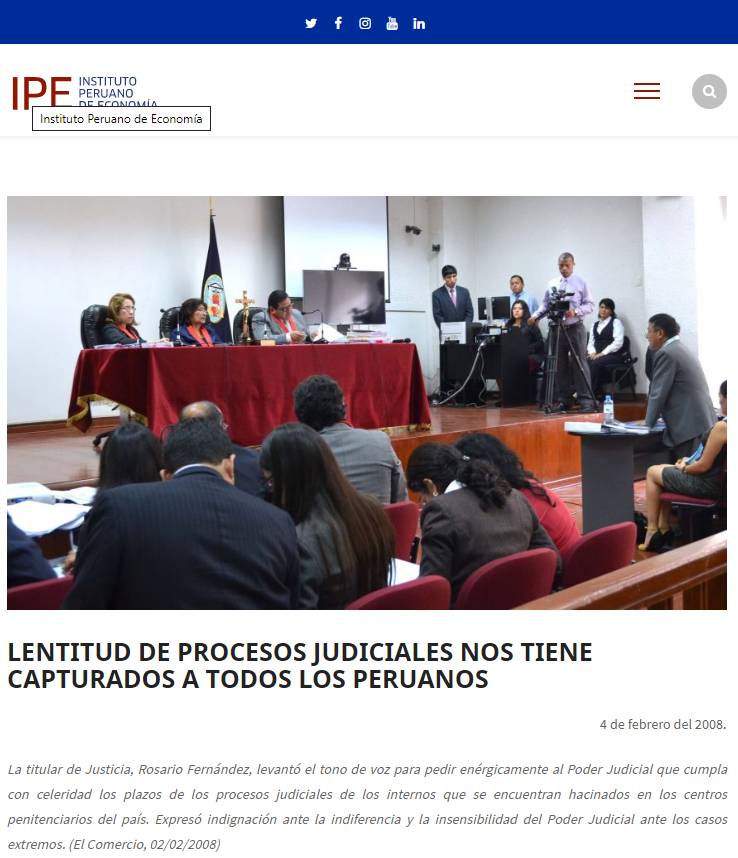 You
Tube
IPE
INSTITUTO
PERUANO
DE ECONOMÍA
Instituto Peruano de Economía
LENTITUD DE PROCESOS JUDICIALES NOS TIENE
CAPTURADOS A TODOS LOS PERUANOS
4 de febrero del 2008.
La titular de Justicia, Rosario Fernández, levantó el tono de voz para pedir enérgicamente al Poder Judicial que cumpla
con celeridad los plazos de los procesos judiciales de los internos que se encuentran hacinados en los centros
penitenciarios del país. Expresó indignación ante la indiferencia y la insensibilidad del Poder Judicial ante los casos
extremos. (El Comercio, 02/02/2008)